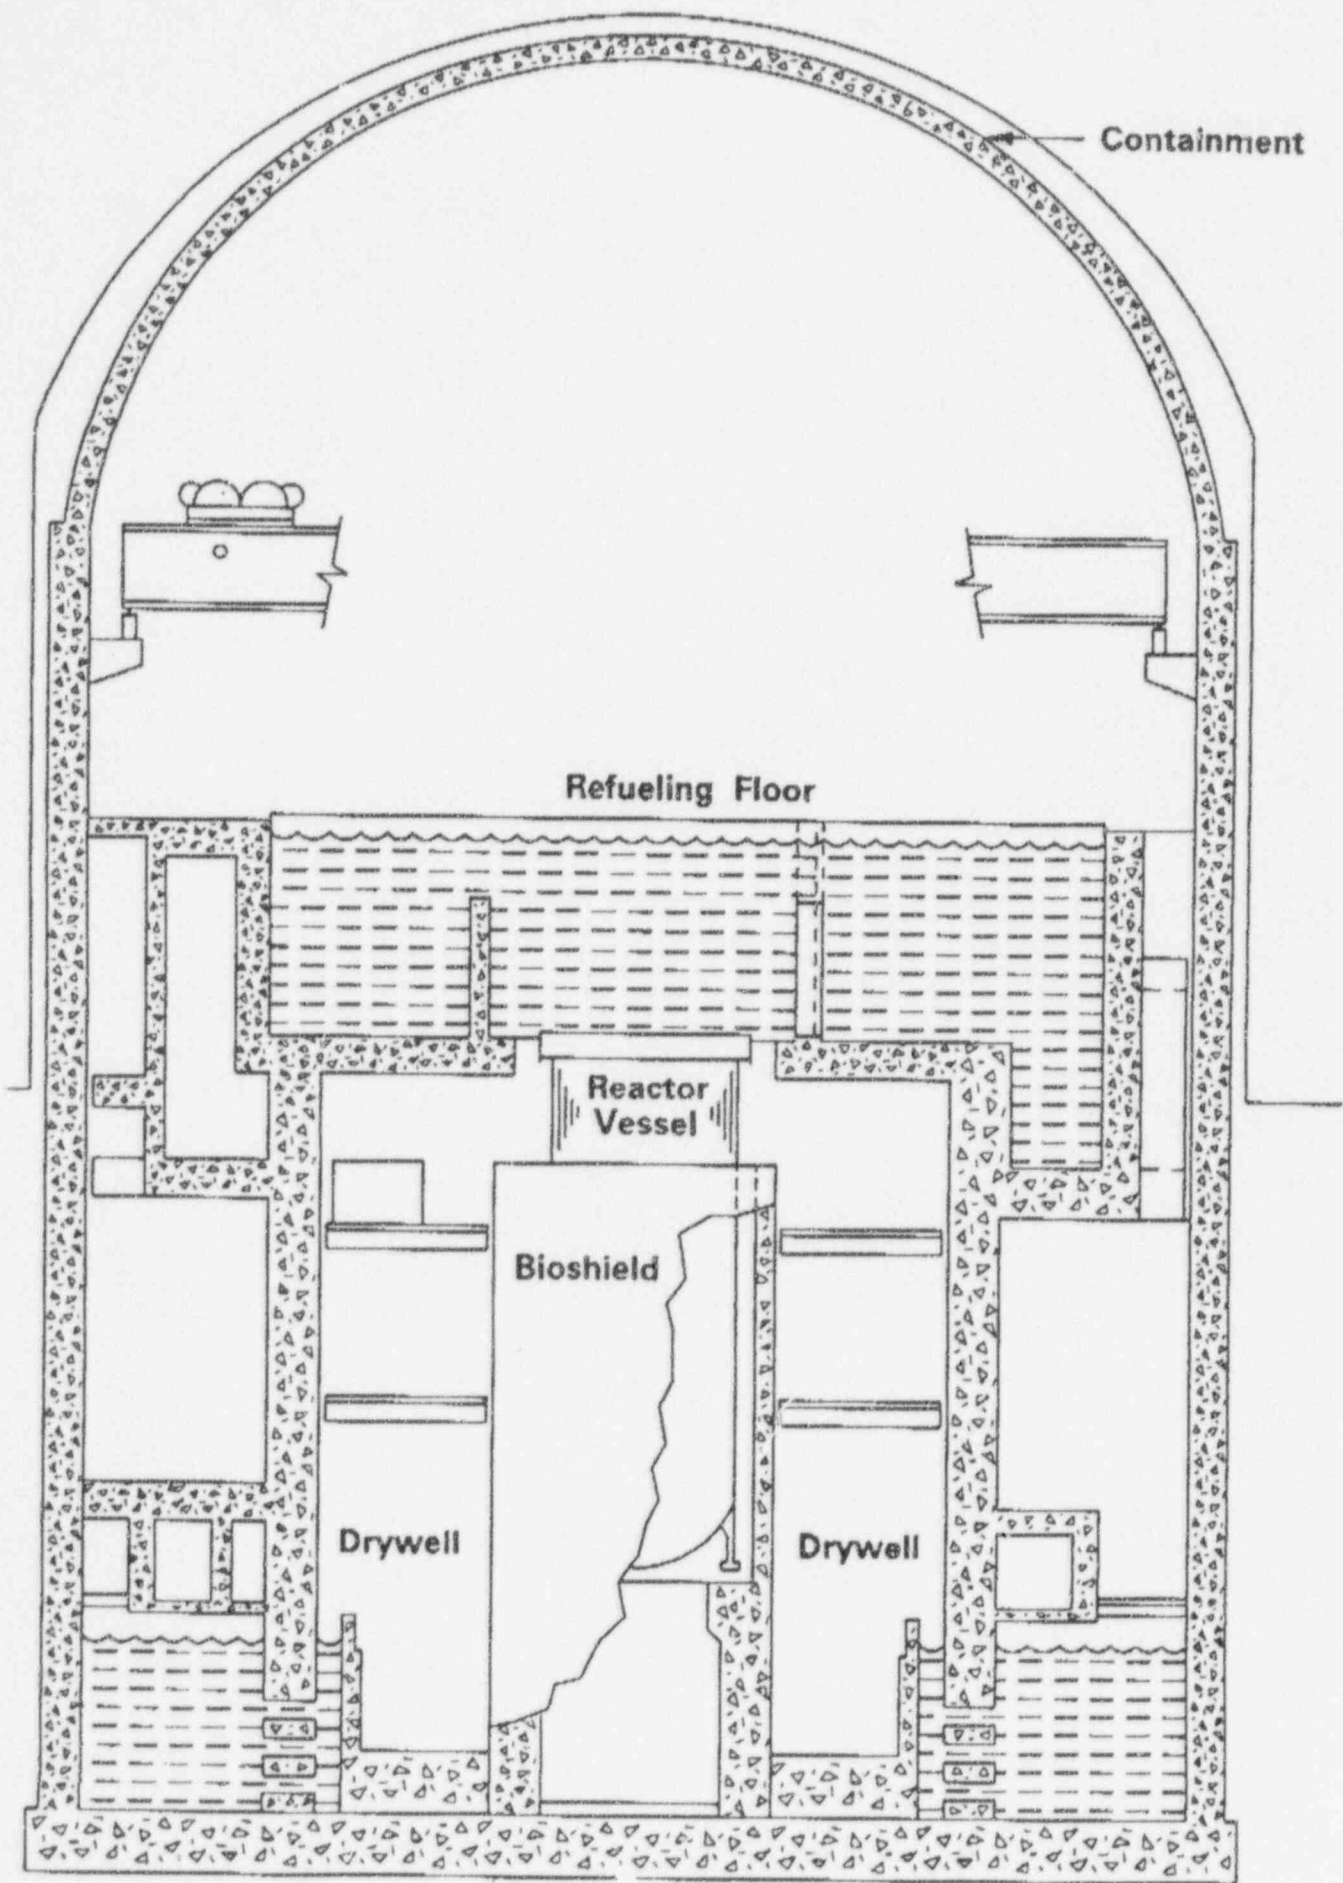 Containment
Refueling Floor
Reactor
Vessel
Bioshield
Drywell
Drywell